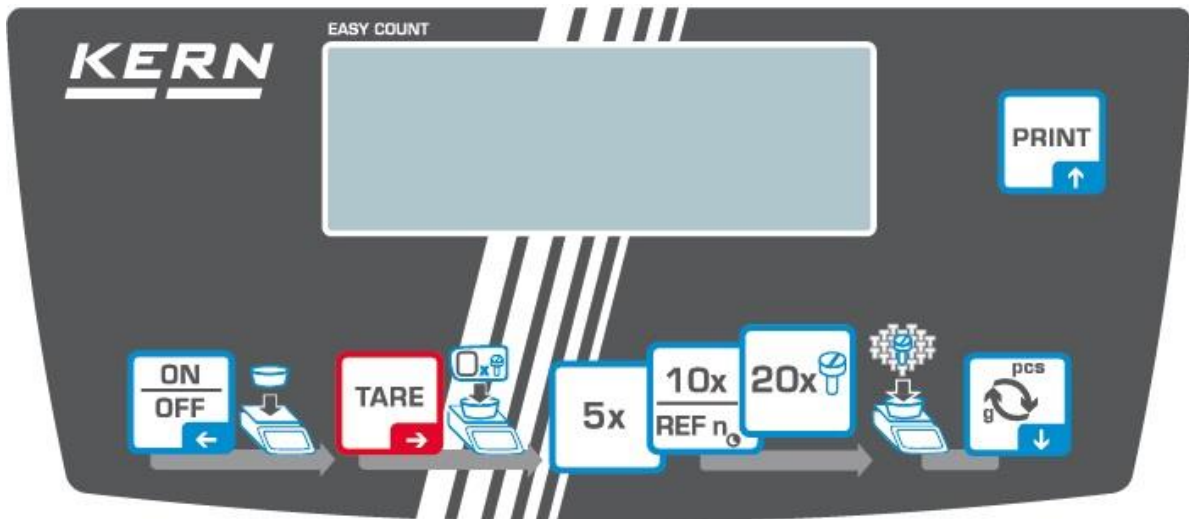 KERN
EASY COUNT
PRINT
ON
OFF
TARE
x
5x
10x
REF n
20x
pcs
g